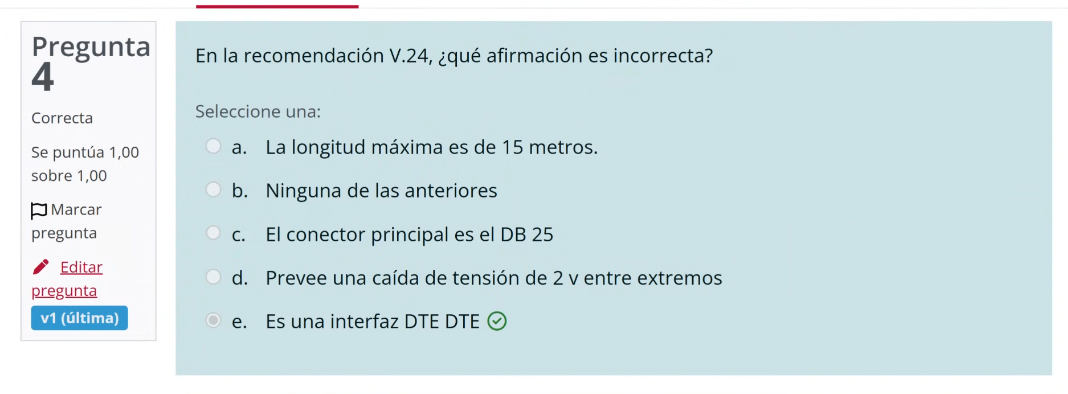 Pregunta
4
Correcta
Se puntúa 1,00
sobre 1,00
Marcar
pregunta
Editar
pregunta
v1 (última)
En la recomendación V.24, ¿qué afirmación es incorrecta?
Seleccione una:
a. La longitud máxima es de 15 metros.
b. Ninguna de las anteriores
c. El conector principal es el DB 25
d. Prevee una caída de tensión de 2 v entre extremos
e. Es una interfaz DTE DTE